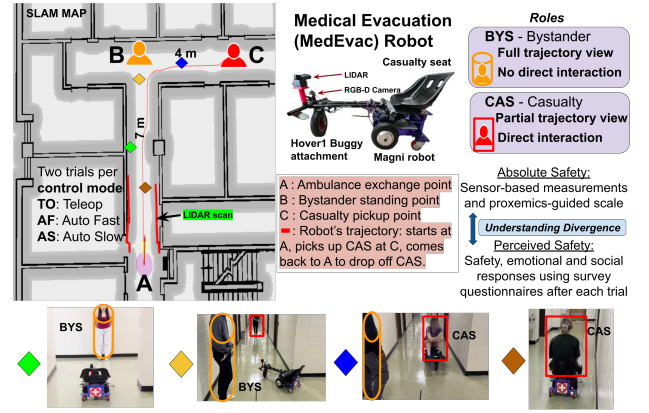 SLAM MAP
B
C
4 m
7 m
Two trials per
control mode
TO: Teleop
AF: Auto Fast
AS: Auto Slow
LIDAR scan
A
Medical Evacuation
(MedEvac) Robot
Casualty seat
LIDAR
RGB-D Camera
Hover1 Buggy
attachment
Magni robot
A : Ambulance exchange point
B : Bystander standing point
C : Casualty pickup point
: Robot's trajectory: starts at
A, picks up CAS at C, comes
back to A to drop off CAS.
Roles
BYS - Bystander
Full trajectory view
No direct interaction
CAS - Casualty
Partial trajectory view
Direct interaction
Absolute Safety:
Sensor-based measurements
and proxemics-guided scale
Understanding Divergence
Perceived Safety:
Safety, emotional and social
responses using survey
questionnaires after each trial
BYS
BYS
CAS
CAS